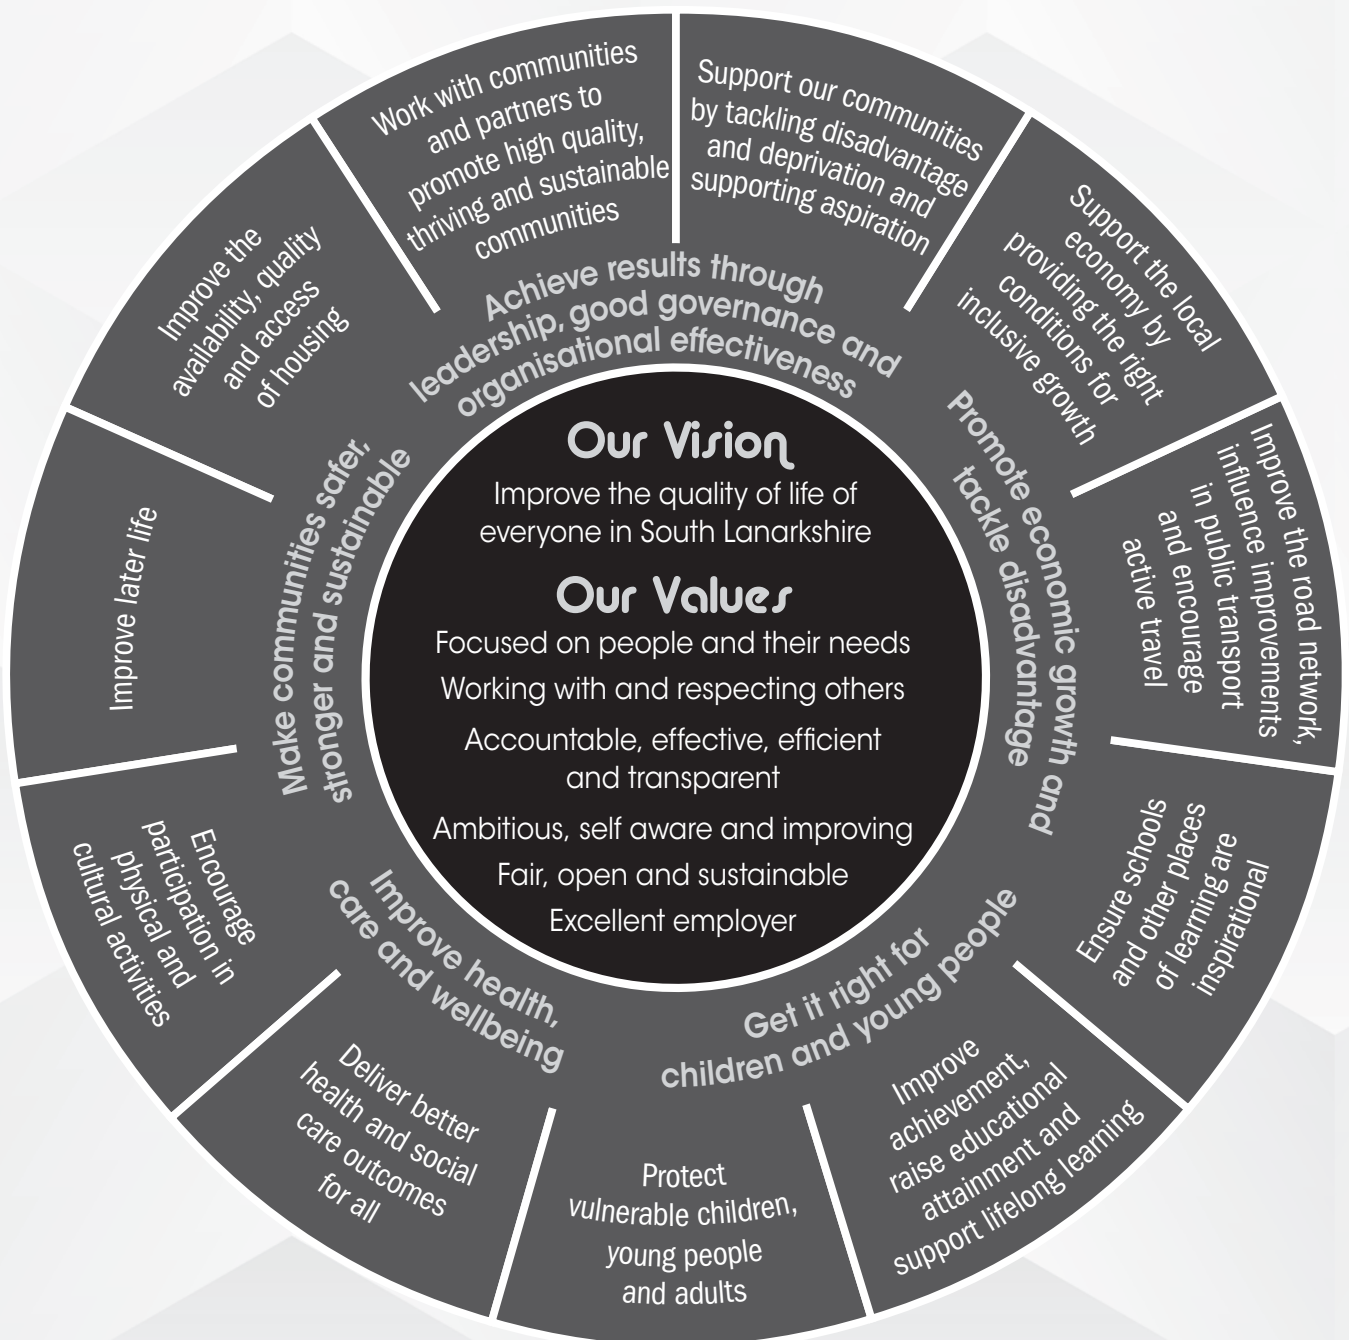 Work with communities
and partners to
promote high quality,
thriving and sustainable
communities
Support our communities
by tackling disadvantage
and deprivation and
supporting aspiration
Support the local
economy by
providing the right
conditions for
inclusive growth
Improve the road network,
influence improvements
in public transport
and encourage
active travel
Ensure schools
and other places
of learning are
inspirational
Improve
achievement,
raise educational
attainment and
support lifelong learning
Protect
vulnerable children,
young people
and adults
Deliver better
health and social
care outcomes
for all
Encourage
participation in
physical and
cultural activities
Improve later life
Improve the
availability, quality
and access
of housing
Achieve results through
leadership, good governance and
organisational effectiveness
Promote economic growth and
tackle disadvantage
Get it right for
children and young people
Improve health,
care and wellbeing
Make communities safer,
stronger and sustainable
Our Vision
Improve the quality of life of
everyone in South Lanarkshire
Our Values
Focused on people and their needs
Working with and respecting others
Accountable, effective, efficient
and transparent
Ambitious, self aware and improving
Fair, open and sustainable
Excellent employer